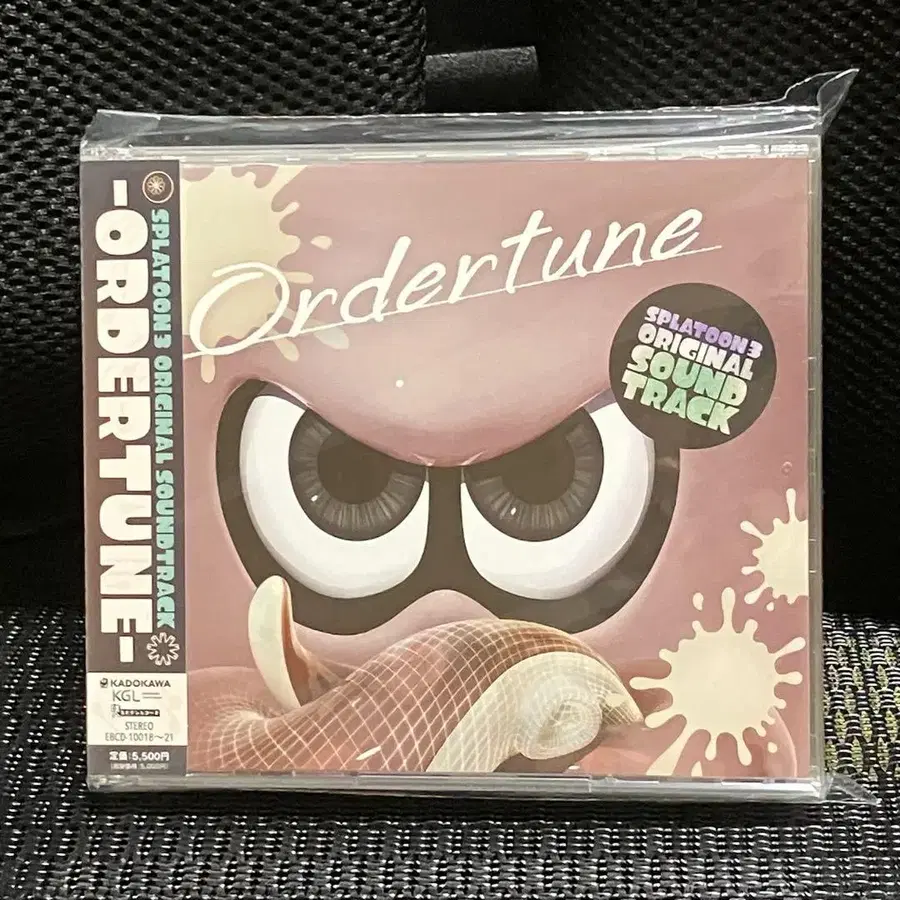 SPLATOON 3 ORIGINAL SOUNDTRACK
-ORDERTUNE-
KADOKAWA
KGL
STEREO
EBCD-10018~21
定価:5,500円
Ordertune
SPLATOON 3
ORIGINAL
SOUND
TRACK